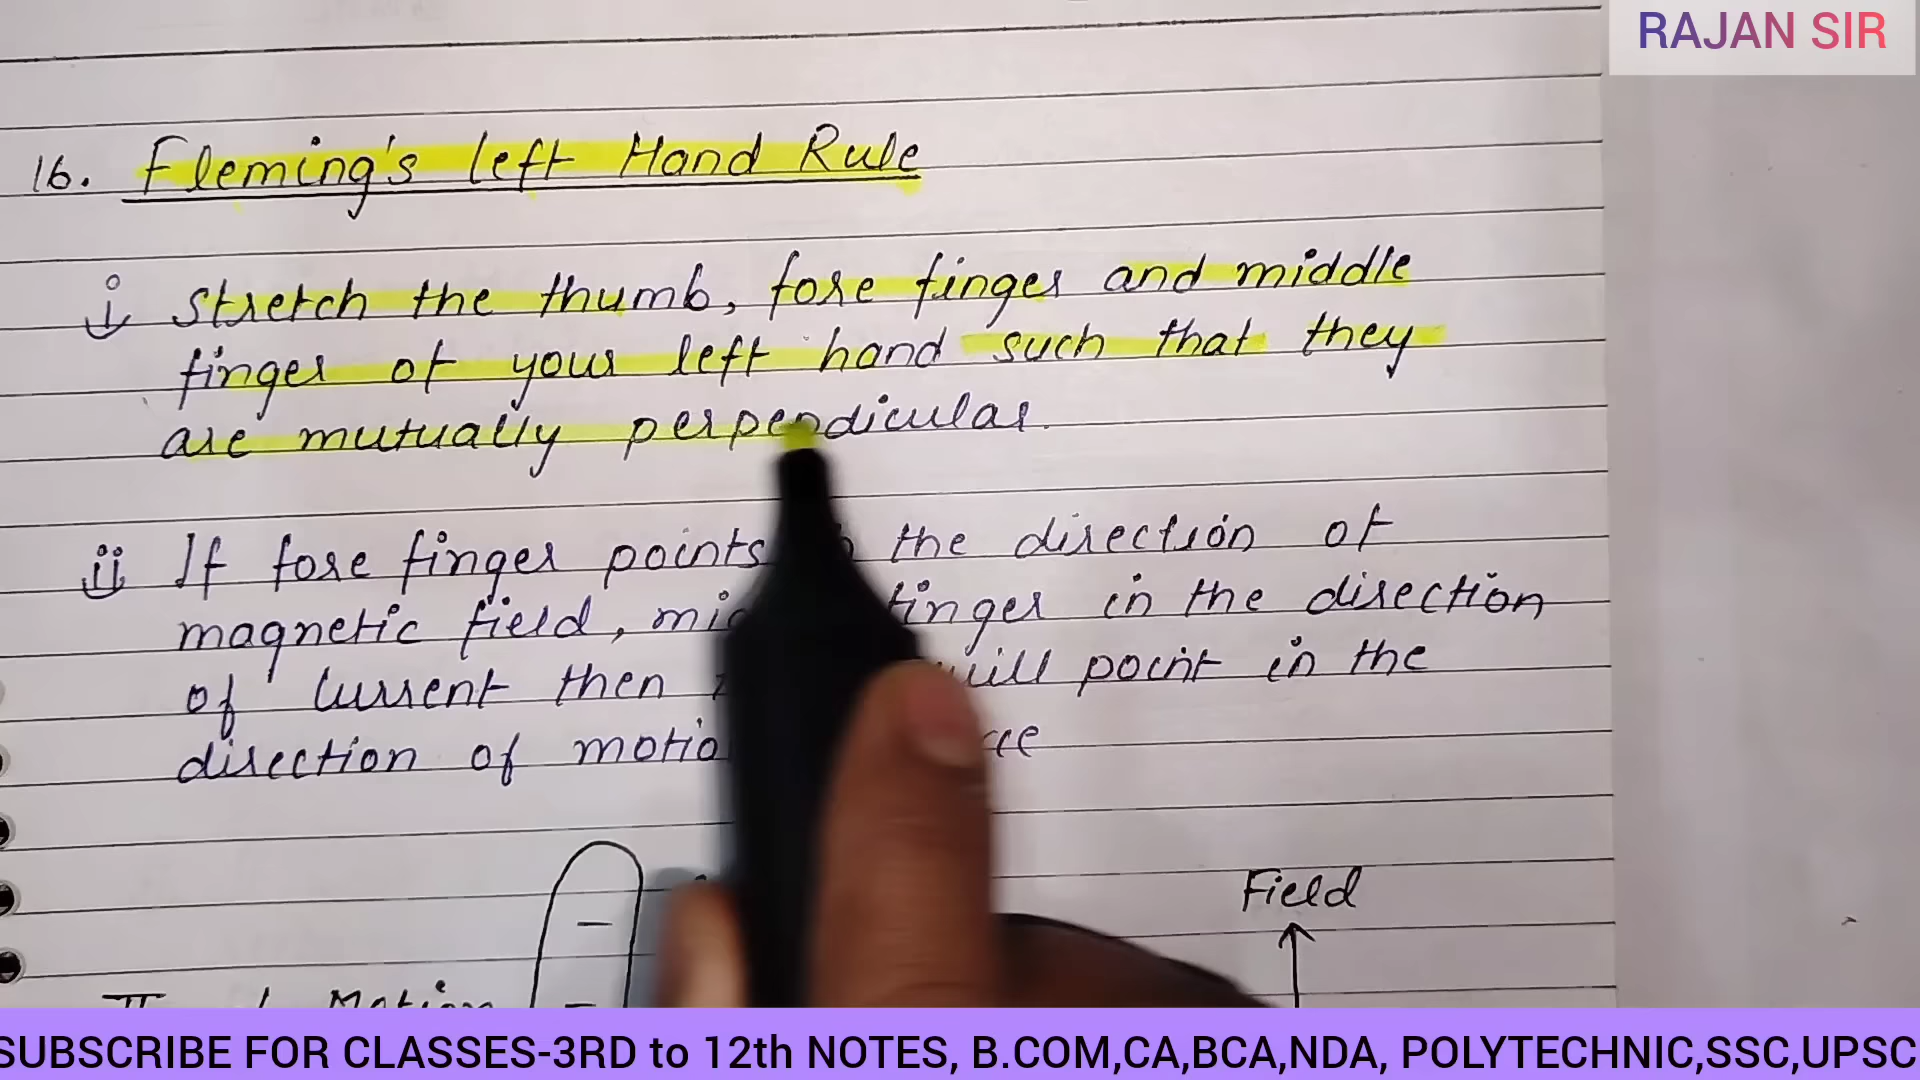 RAJAN SIR
16. Fleming's left Hand Rule
i Stretch the thumb, fore finger and middle
finger of your left hand such that they
are mutually perpendicular.
ii If fore finger points the direction of
magnetic field, finger in the direction
of Current then will point in the
direction of
Field
Motion
SUBSCRIBE FOR CLASSES-3RD to 12th NOTES, B.COM,CA,BCA,NDA, POLYTECHNIC,SSC,UPSC